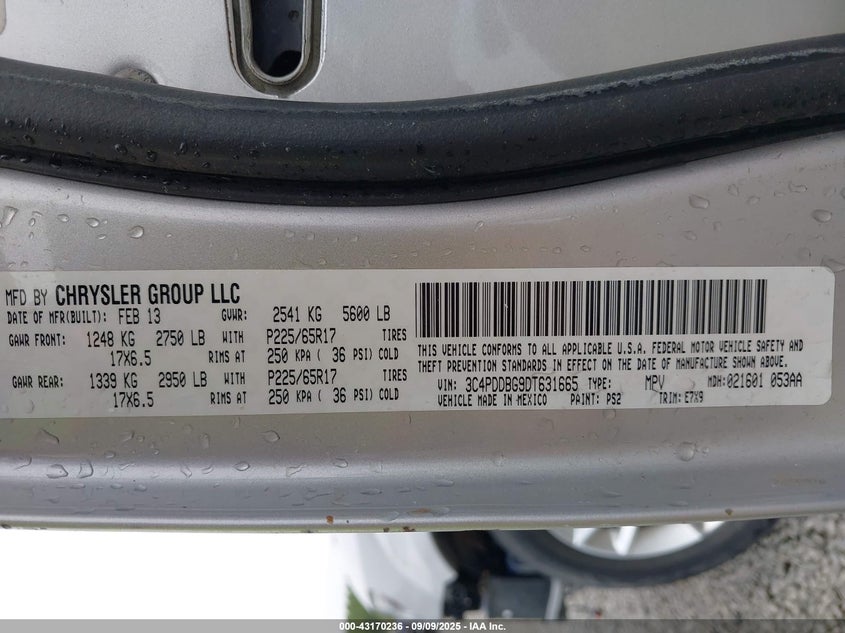 MFD BY CHRYSLER GROUP LLC
DATE OF MFR(BUILT): FEB 13 GVWR: 2541 KG 5600 LB
GAWR FRONT: 1248 KG 2750 LB WITH P225/65R17 TIRES
17X6.5 RIMS AT 250 KPA ( 36 PSI) COLD
GAWR REAR: 1339 KG 2950 LB WITH P225/65R17 TIRES
17X6.5 RIMS AT 250 KPA ( 36 PSI) COLD
THIS VEHICLE CONFORMS TO ALL APPLICABLE U.S.A. FEDERAL MOTOR VEHICLE SAFETY AND
THEFT PREVENTION STANDARDS IN EFFECT ON THE DATE OF MANUFACTURE SHOWN ABOVE.
VIN: 3C4PDDBG9DT631665 TYPE: MPV MDH:021601 053AA
VEHICLE MADE IN MEXICO PAINT: PS2 TRIM: E7X9
000-43170236 - 09/09/2025 - IAA Inc.